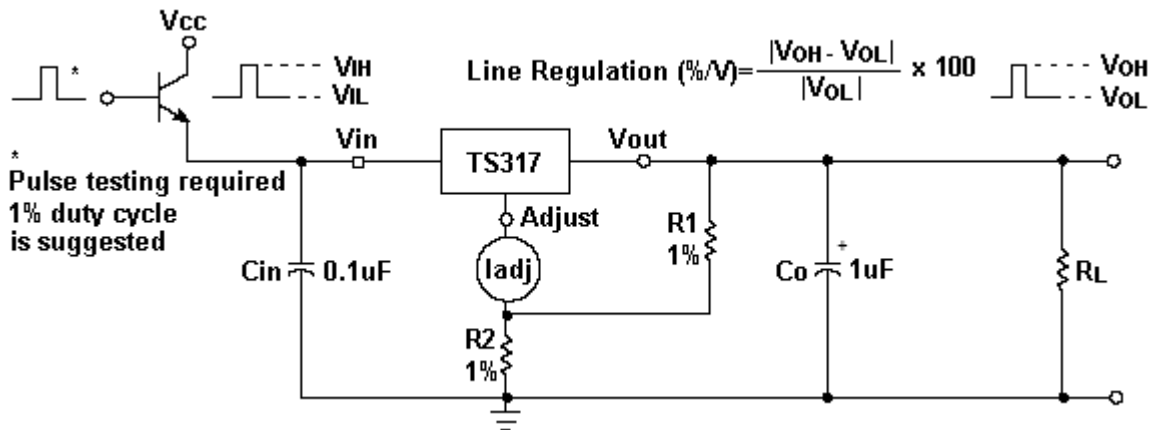 Vcc
*
VIH
VIL
Line Regulation (%/V)= |VOH - VOL| / |VOL| x 100
VOH
VOL
*
Pulse testing required
1% duty cycle
is suggested
Vin
TS317
Vout
Adjust
Iadj
R1
1%
Cin
0.1uF
R2
1%
Co
+
1uF
RL